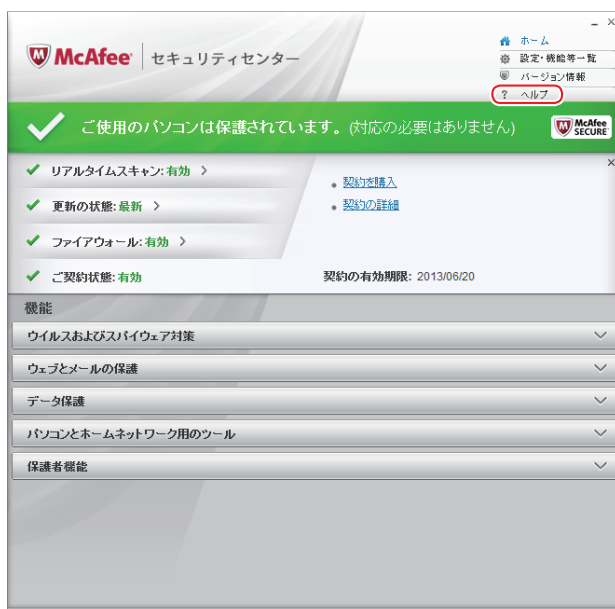 McAfee セキュリティセンター
ホーム
設定・機能等一覧
バージョン情報
? ヘルプ
ご使用のパソコンは保護されています。(対応の必要はありません)
McAfee SECURE
リアルタイムスキャン:有効 >
更新の状態:最新 >
ファイアウォール:有効 >
ご契約状態:有効
契約を購入
契約の詳細
契約の有効期限: 2013/06/20
機能
ウイルスおよびスパイウェア対策
ウェブとメールの保護
データ保護
パソコンとホームネットワーク用のツール
保護者機能